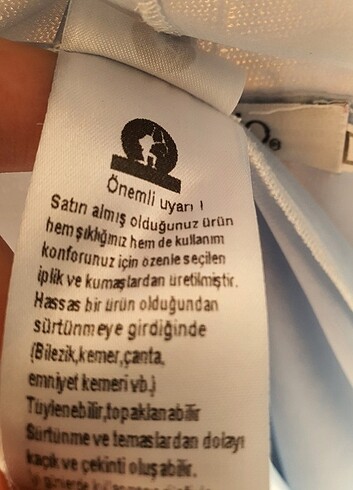 Önemli uyarı !
Satın almış olduğunuz ürün
hem şıklığınız hem de kullanım
konforunuz için özenle seçilen
iplik ve kumaşlardan üretilmiştir.
Hassas bir ürün olduğundan
sürtünmeye girdiğinde
(Bilezik,kemer,çanta,
emniyet kemeri vb.)
Tüylenebilir,topaklanabilir
Sürtünme ve temaslardan dolayı
kaçık ve çekinti oluşabilir.